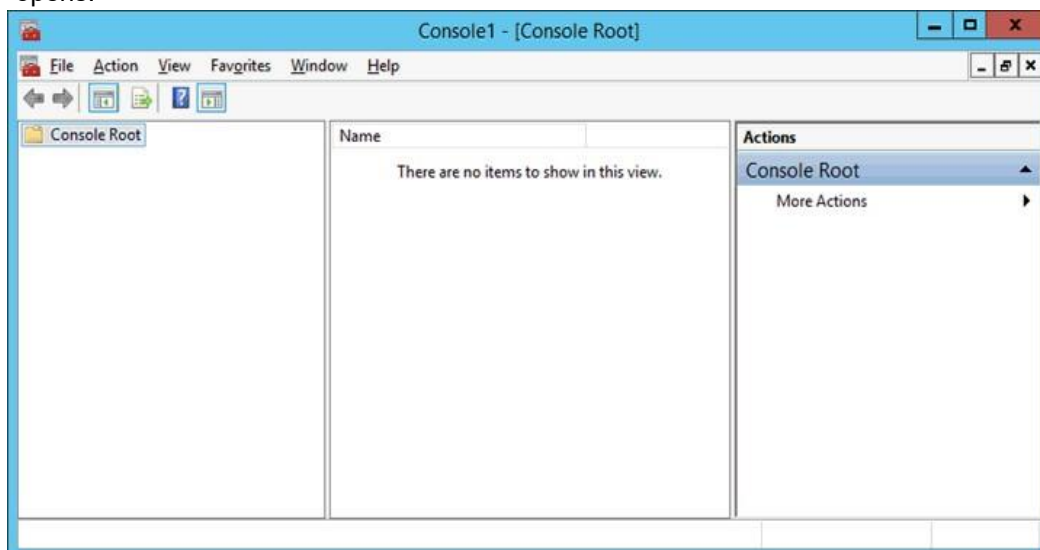 Console1 - [Console Root]
File Action View Favorites Window Help
Console Root
Name
There are no items to show in this view.
Actions
Console Root
More Actions